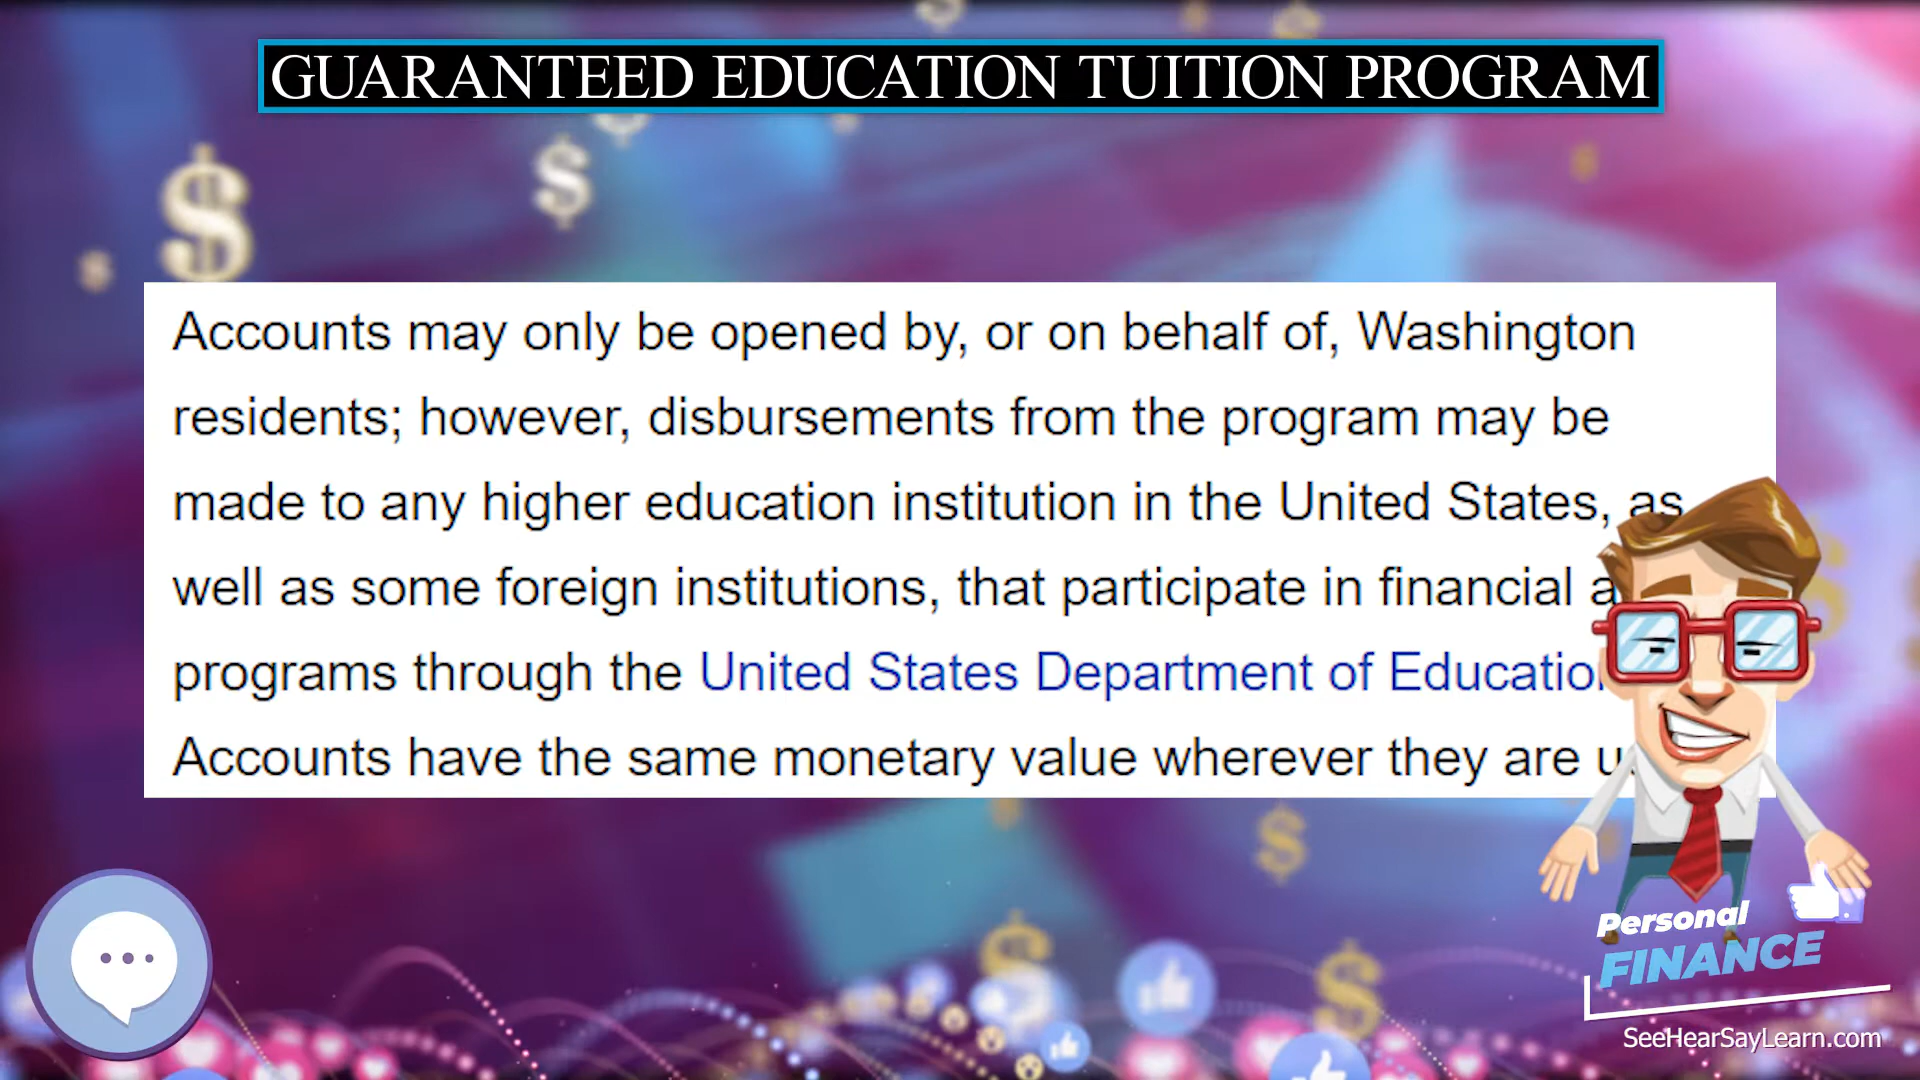 GUARANTEED EDUCATION TUITION PROGRAM
Accounts may only be opened by, or on behalf of, Washington
residents; however, disbursements from the program may be
made to any higher education institution in the United States, as
well as some foreign institutions, that participate in financial
programs through the United States Department of
Accounts have the same monetary value wherever they are
Personal
FINANCE
SeeHearSayLearn.com